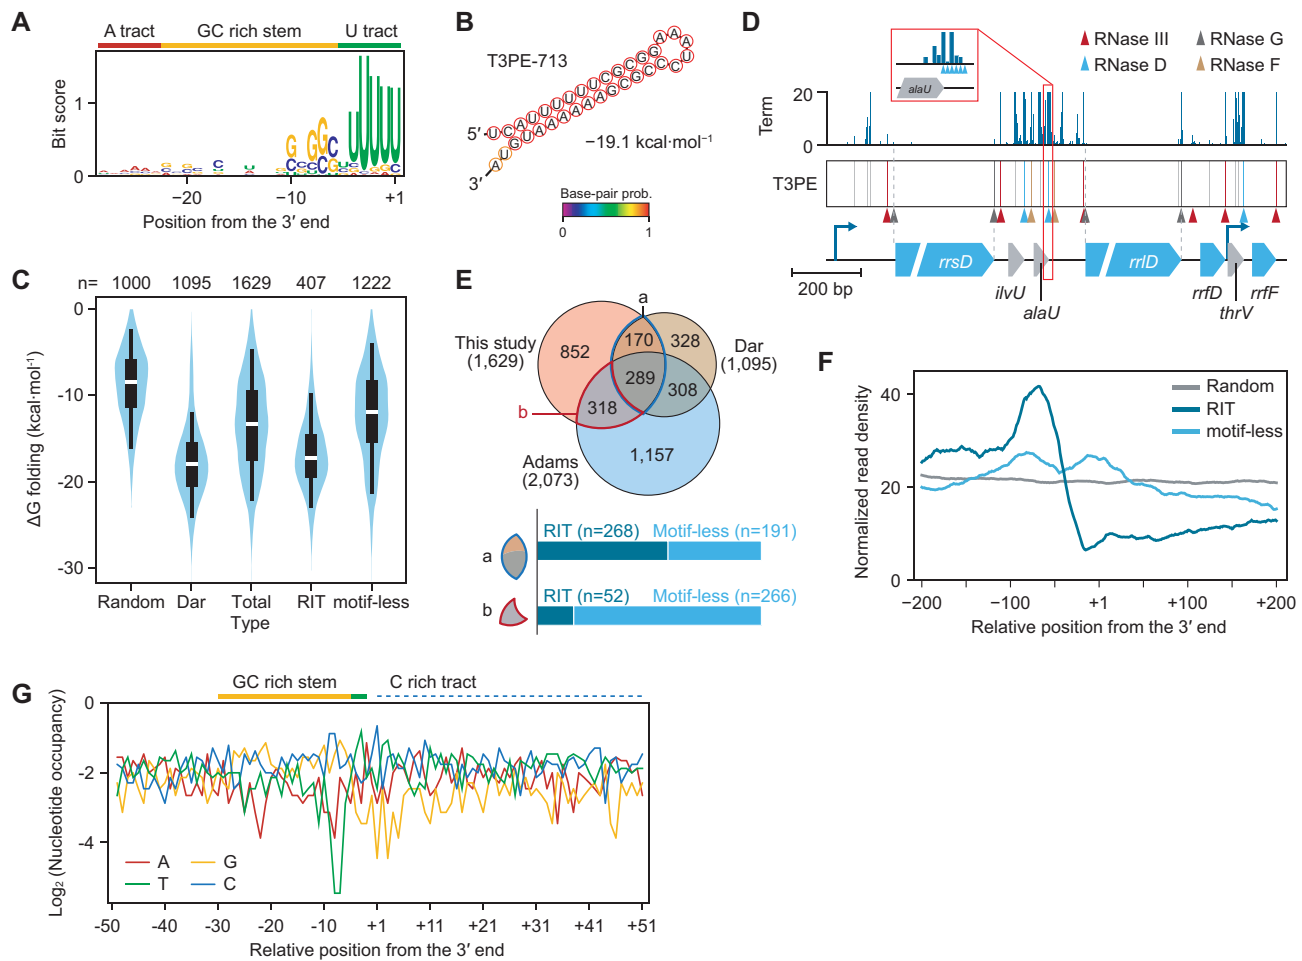 A
A tract
GC rich stem
U tract
Bit score
1
0
−20
−10
+1
Position from the 3′ end
B
T3PE-713
5′
3′
−19.1 kcal·mol−1
Base-pair prob.
0
1
C
n=
1000
1095
1629
407
1222
ΔG folding (kcal·mol-1)
0
-10
-20
-30
Random
Dar
Total Type
RIT
motif-less
D
RNase III
RNase G
RNase D
RNase F
alaU
Term
20
0
T3PE
rrsD
rrlD
200 bp
ilvU
alaU
rrfD
thrV
rrfF
E
a
This study (1,629)
852
170
328
Dar (1,095)
289
308
318
b
1,157
Adams (2,073)
RIT (n=268)
Motif-less (n=191)
a
RIT (n=52)
Motif-less (n=266)
b
F
Normalized read density
40
20
0
Random
RIT
motif-less
−200
−100
+1
+100
+200
Relative position from the 3′ end
G
GC rich stem
C rich tract
Log2 (Nucleotide occupancy)
0
-2
-4
A
G
T
C
-50
-40
-30
-20
-10
+1
+11
+21
+31
+41
+51
Relative position from the 3′ end